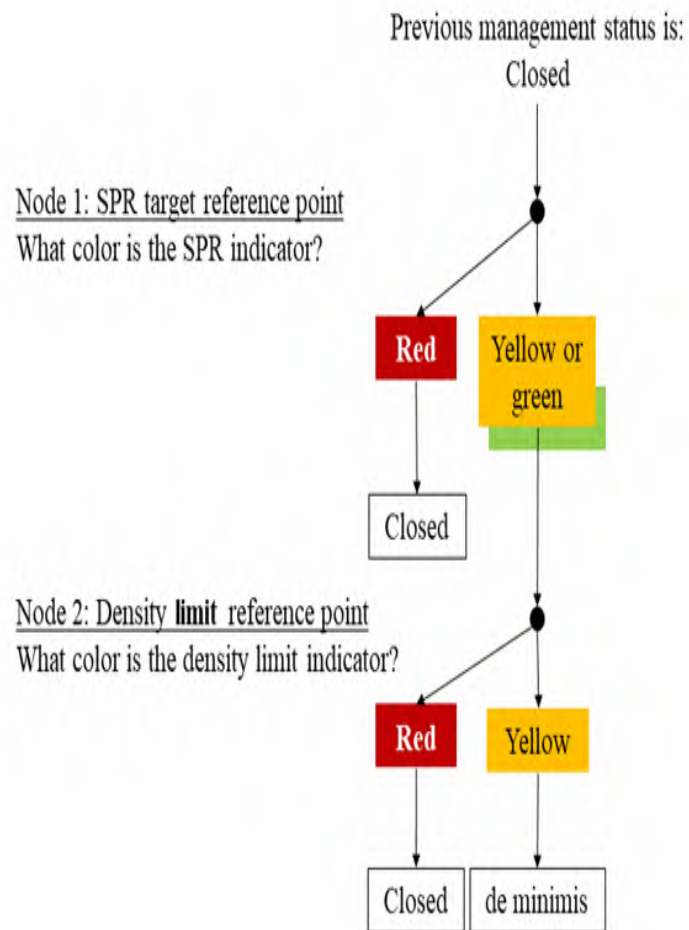 Previous management status is:
Closed
Node 1: SPR target reference point
What color is the SPR indicator?
Red
Yellow or
green
Closed
Node 2: Density limit reference point
What color is the density limit indicator?
Red
Yellow
Closed
de minimis